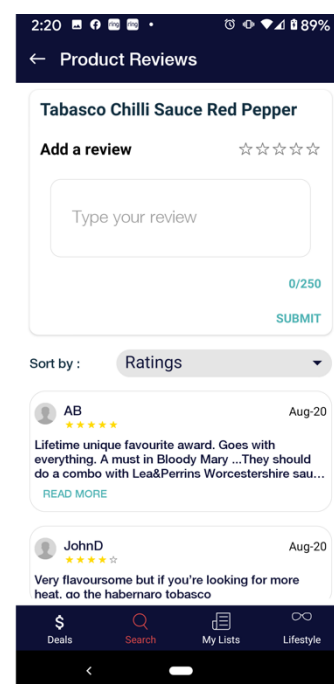 2:20
ring
ring
89%
Product Reviews
Tabasco Chilli Sauce Red Pepper
Add a review
Type your review
0/250
SUBMIT
Sort by :
Ratings
AB
Aug-20
Lifetime unique favourite award. Goes with
everything. A must in Bloody Mary ...They should
do a combo with Lea&Perrins Worcestershire sau...
READ MORE
JohnD
Aug-20
Very flavoursome but if you're looking for more
heat, go the habernaro tobasco
Deals
Search
My Lists
Lifestyle